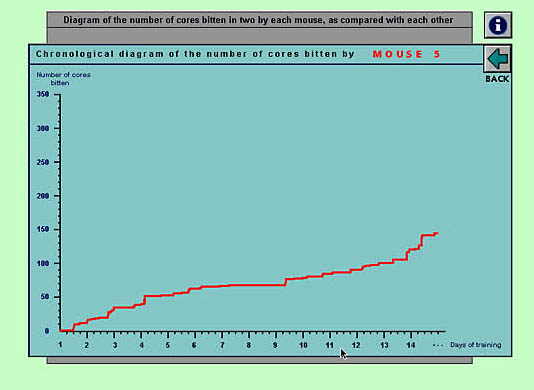 Diagram of the number of cores bitten in two by each mouse, as compared with each other
Chronological diagram of the number of cores bitten by MOUSE 5
BACK
Number of cores
bitten
350
300
250
200
150
100
50
0
1 2 3 4 5 6 7 8 9 10 11 12 13 14 --- Days of training